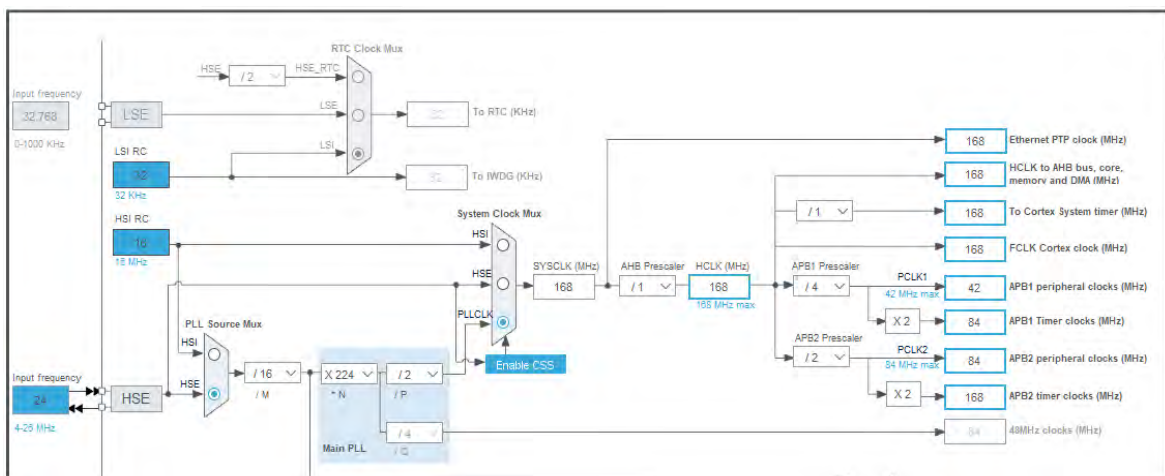 RTC Clock Mux
HSE
/ 2
HSE_RTC
Input frequency
32.768
0-1000 KHz
LSE
LSE
32
To RTC (KHz)
LSI RC
32
32 KHz
LSI
32
To IWDG (KHz)
HSI RC
16
16 MHz
System Clock Mux
HSI
HSE
PLLCLK
SYSCLK (MHz)
168
AHB Prescaler
/ 1
HCLK (MHz)
168
168 MHz max
Enable CSS
168
Ethernet PTP clock (MHz)
168
HCLK to AHB bus, core,
memory and DMA (MHz)
/ 1
168
To Cortex System timer (MHz)
168
FCLK Cortex clock (MHz)
APB1 Prescaler
/ 4
PCLK1
42 MHz max
42
APB1 peripheral clocks (MHz)
X 2
84
APB1 Timer clocks (MHz)
APB2 Prescaler
/ 2
PCLK2
84 MHz max
84
APB2 peripheral clocks (MHz)
X 2
168
APB2 timer clocks (MHz)
84
48MHz clocks (MHz)
PLL Source Mux
HSI
HSE
Input frequency
24
HSE
/ 16
/ M
X 224
* N
/ 2
/ P
/ 4
/ Q
Main PLL